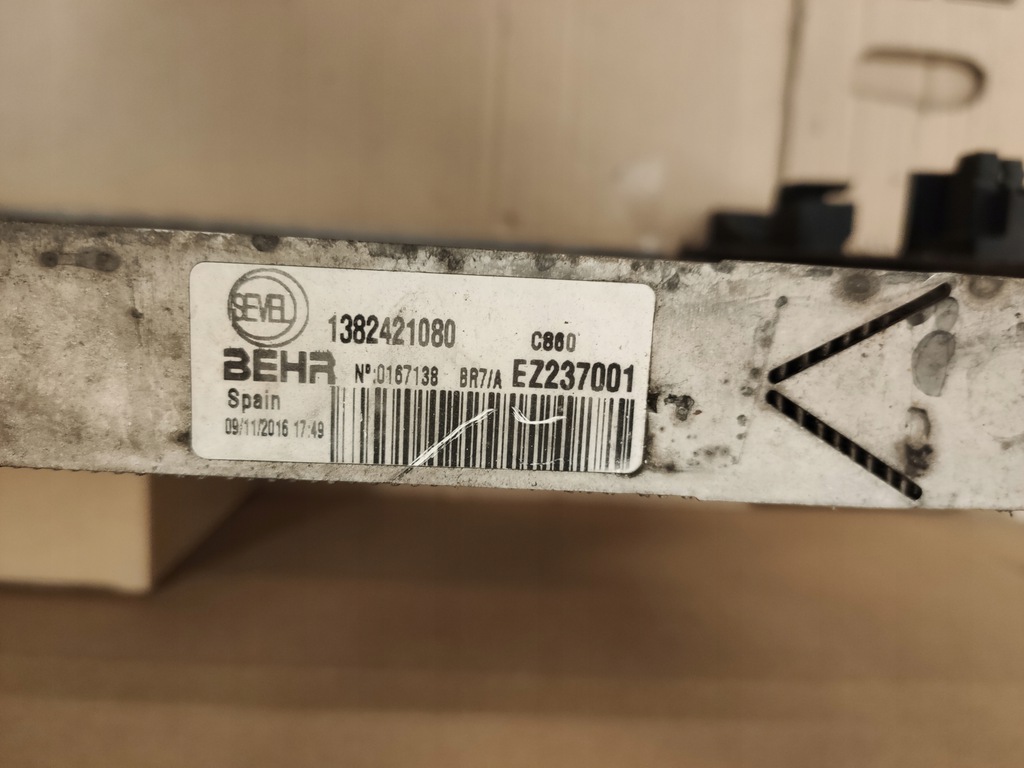 SEVEL
1382421080
C860
BEHR
Nº:0167138 BR7/A EZ237001
Spain
09/11/2016 17:49